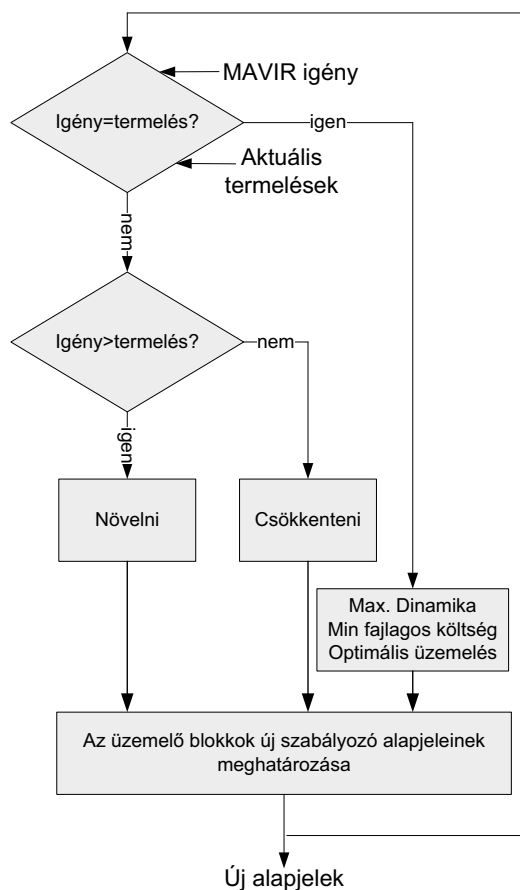 MAVIR igény
Igény=termelés?
igen
Aktuális
termelések
nem
Igény>termelés?
nem
igen
Növelni
Csökkenteni
Max. Dinamika
Min fajlagos költség
Optimális üzemelés
Az üzemelő blokkok új szabályozó alapjeleinek
meghatározása
Új alapjelek